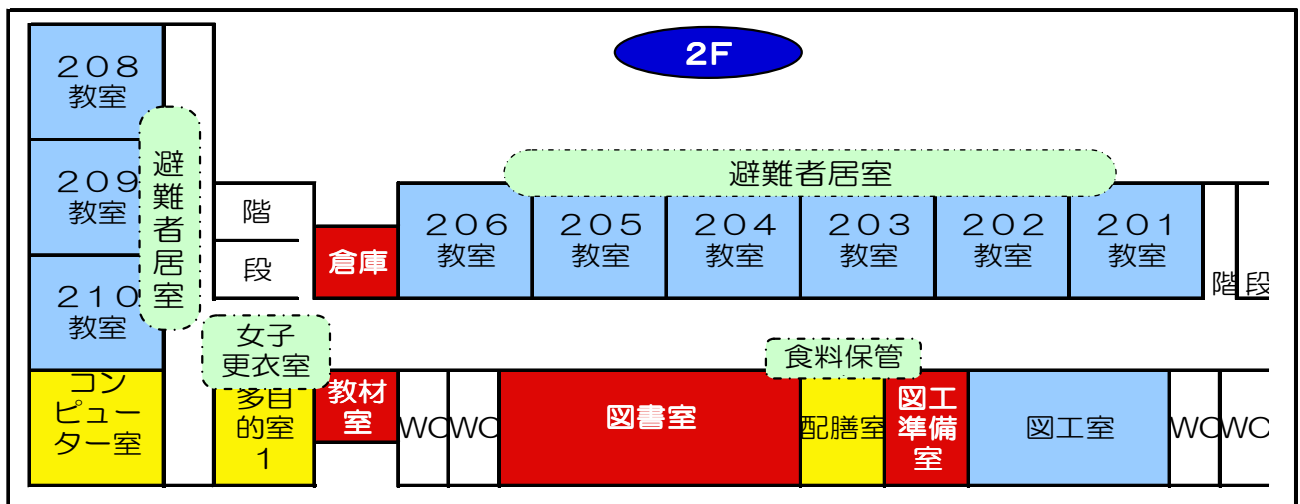 2F
208
教室
209
教室
210
教室
避難者居室
コン
ピュー
ター室
階
段
倉庫
避難者居室
206
教室
205
教室
204
教室
203
教室
202
教室
201
教室
階段
女子
更衣室
多目
的室
1
教材
室
WC
WC
図書室
食料保管
配膳室
図工
準備
室
図工室
WC
WC